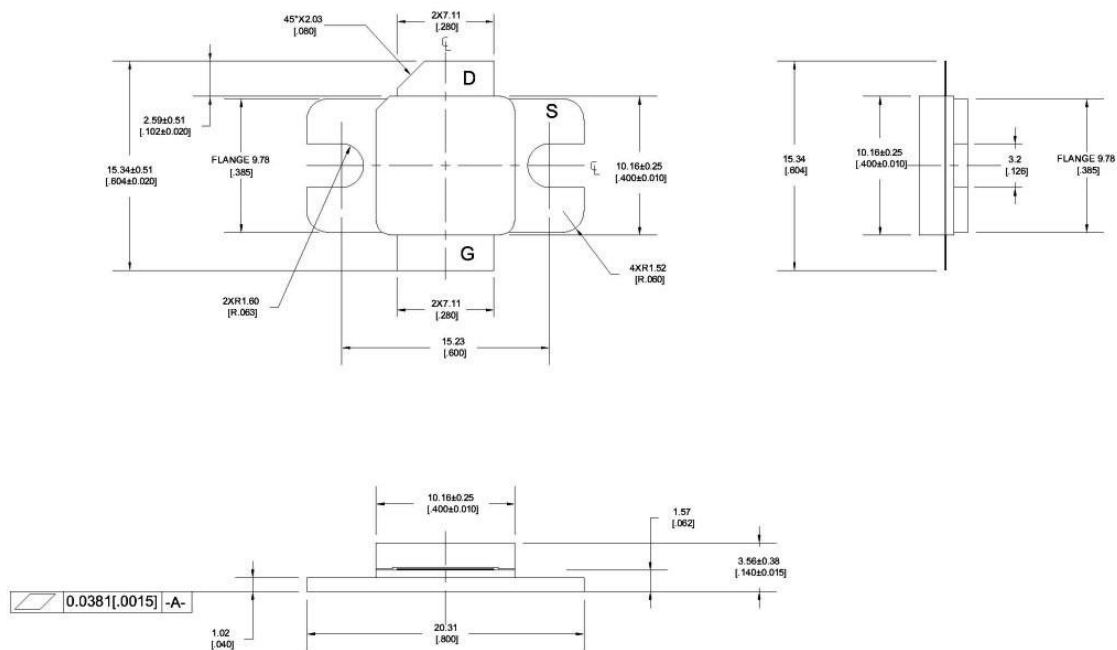 45°X2.03
[.080]
2X7.11
[.280]
C
L
D
S
2.59±0.51
[.102±0.020]
15.34±0.51
[.604±0.020]
FLANGE 9.78
[.385]
C
L
10.16±0.25
[.400±0.010]
G
4XR1.52
[R.060]
2XR1.60
[R.063]
2X7.11
[.280]
15.23
[.600]
15.34
[.604]
10.16±0.25
[.400±0.010]
3.2
[.126]
FLANGE 9.78
[.385]
10.16±0.25
[.400±0.010]
1.57
[.062]
3.56±0.38
[.140±0.015]
0.0381[.0015] -A-
1.02
[.040]
20.31
[.800]